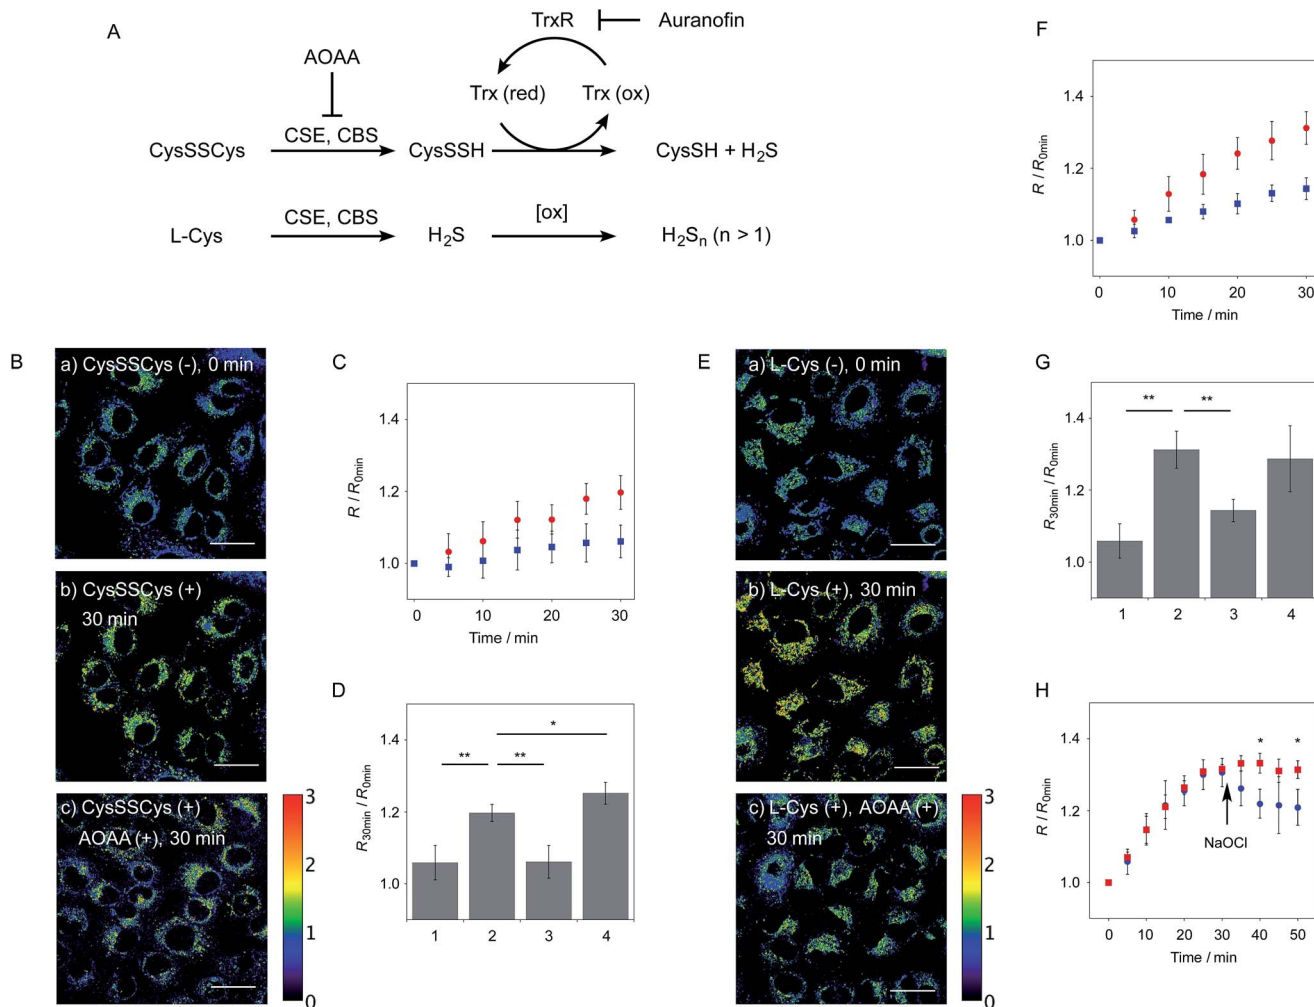 A
TrxR
Auranofin
AOAA
Trx (red)
Trx (ox)
CysSSCys
CSE, CBS
CysSSH
CysSH + H₂S
L-Cys
CSE, CBS
H₂S
[ox]
H₂Sₙ (n > 1)
B
a) CysSSCys (-), 0 min
b) CysSSCys (+)
30 min
c) CysSSCys (+)
AOAA (+), 30 min
3
2
1
0
C
R / R0min
1.4
1.2
1.0
0
10
20
30
Time / min
D
R30min / R0min
1.4
1.2
1.0
**
**
*
1
2
3
4
E
a) L-Cys (-), 0 min
b) L-Cys (+), 30 min
c) L-Cys (+), AOAA (+)
30 min
3
2
1
0
F
R / R0min
1.4
1.2
1.0
0
10
20
30
Time / min
G
R30min / R0min
1.4
1.2
1.0
**
**
1
2
3
4
H
R / R0min
1.4
1.2
1.0
*
*
NaOCl
0
10
20
30
40
50
Time / min